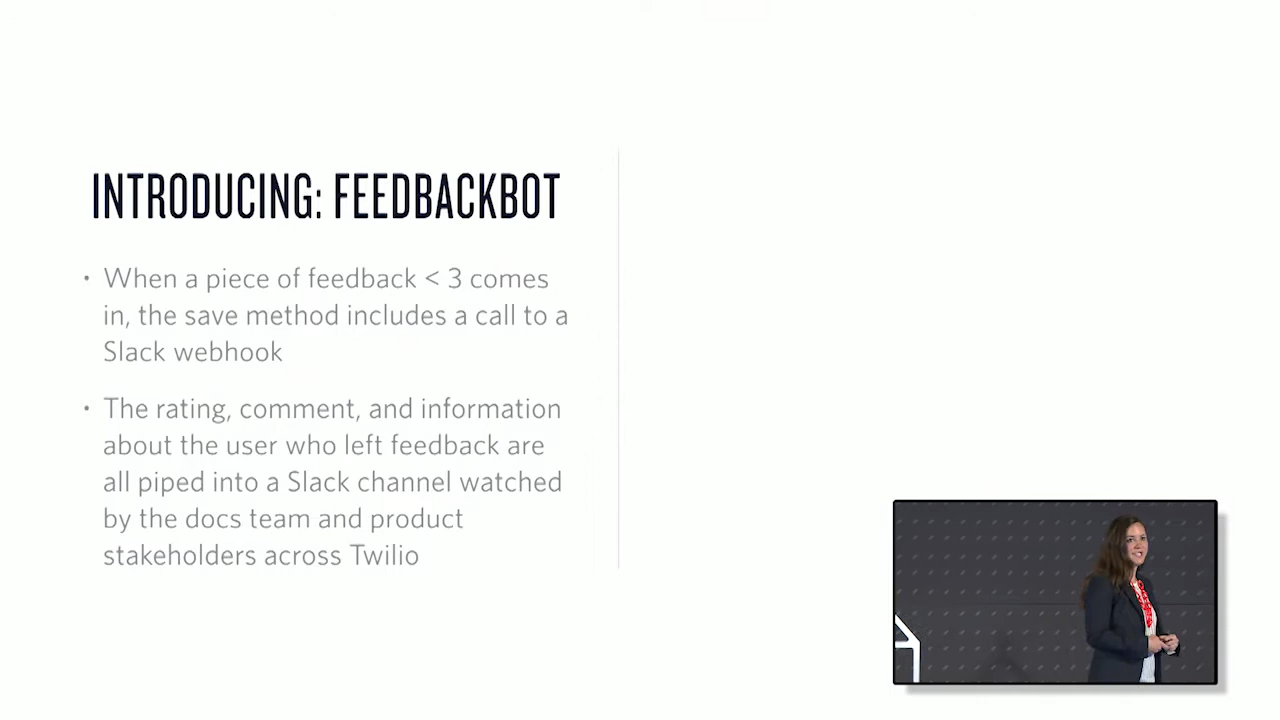 INTRODUCING: FEEDBACKBOT
• When a piece of feedback < 3 comes
in, the save method includes a call to a
Slack webhook
• The rating, comment, and information
about the user who left feedback are
all piped into a Slack channel watched
by the docs team and product
stakeholders across Twilio